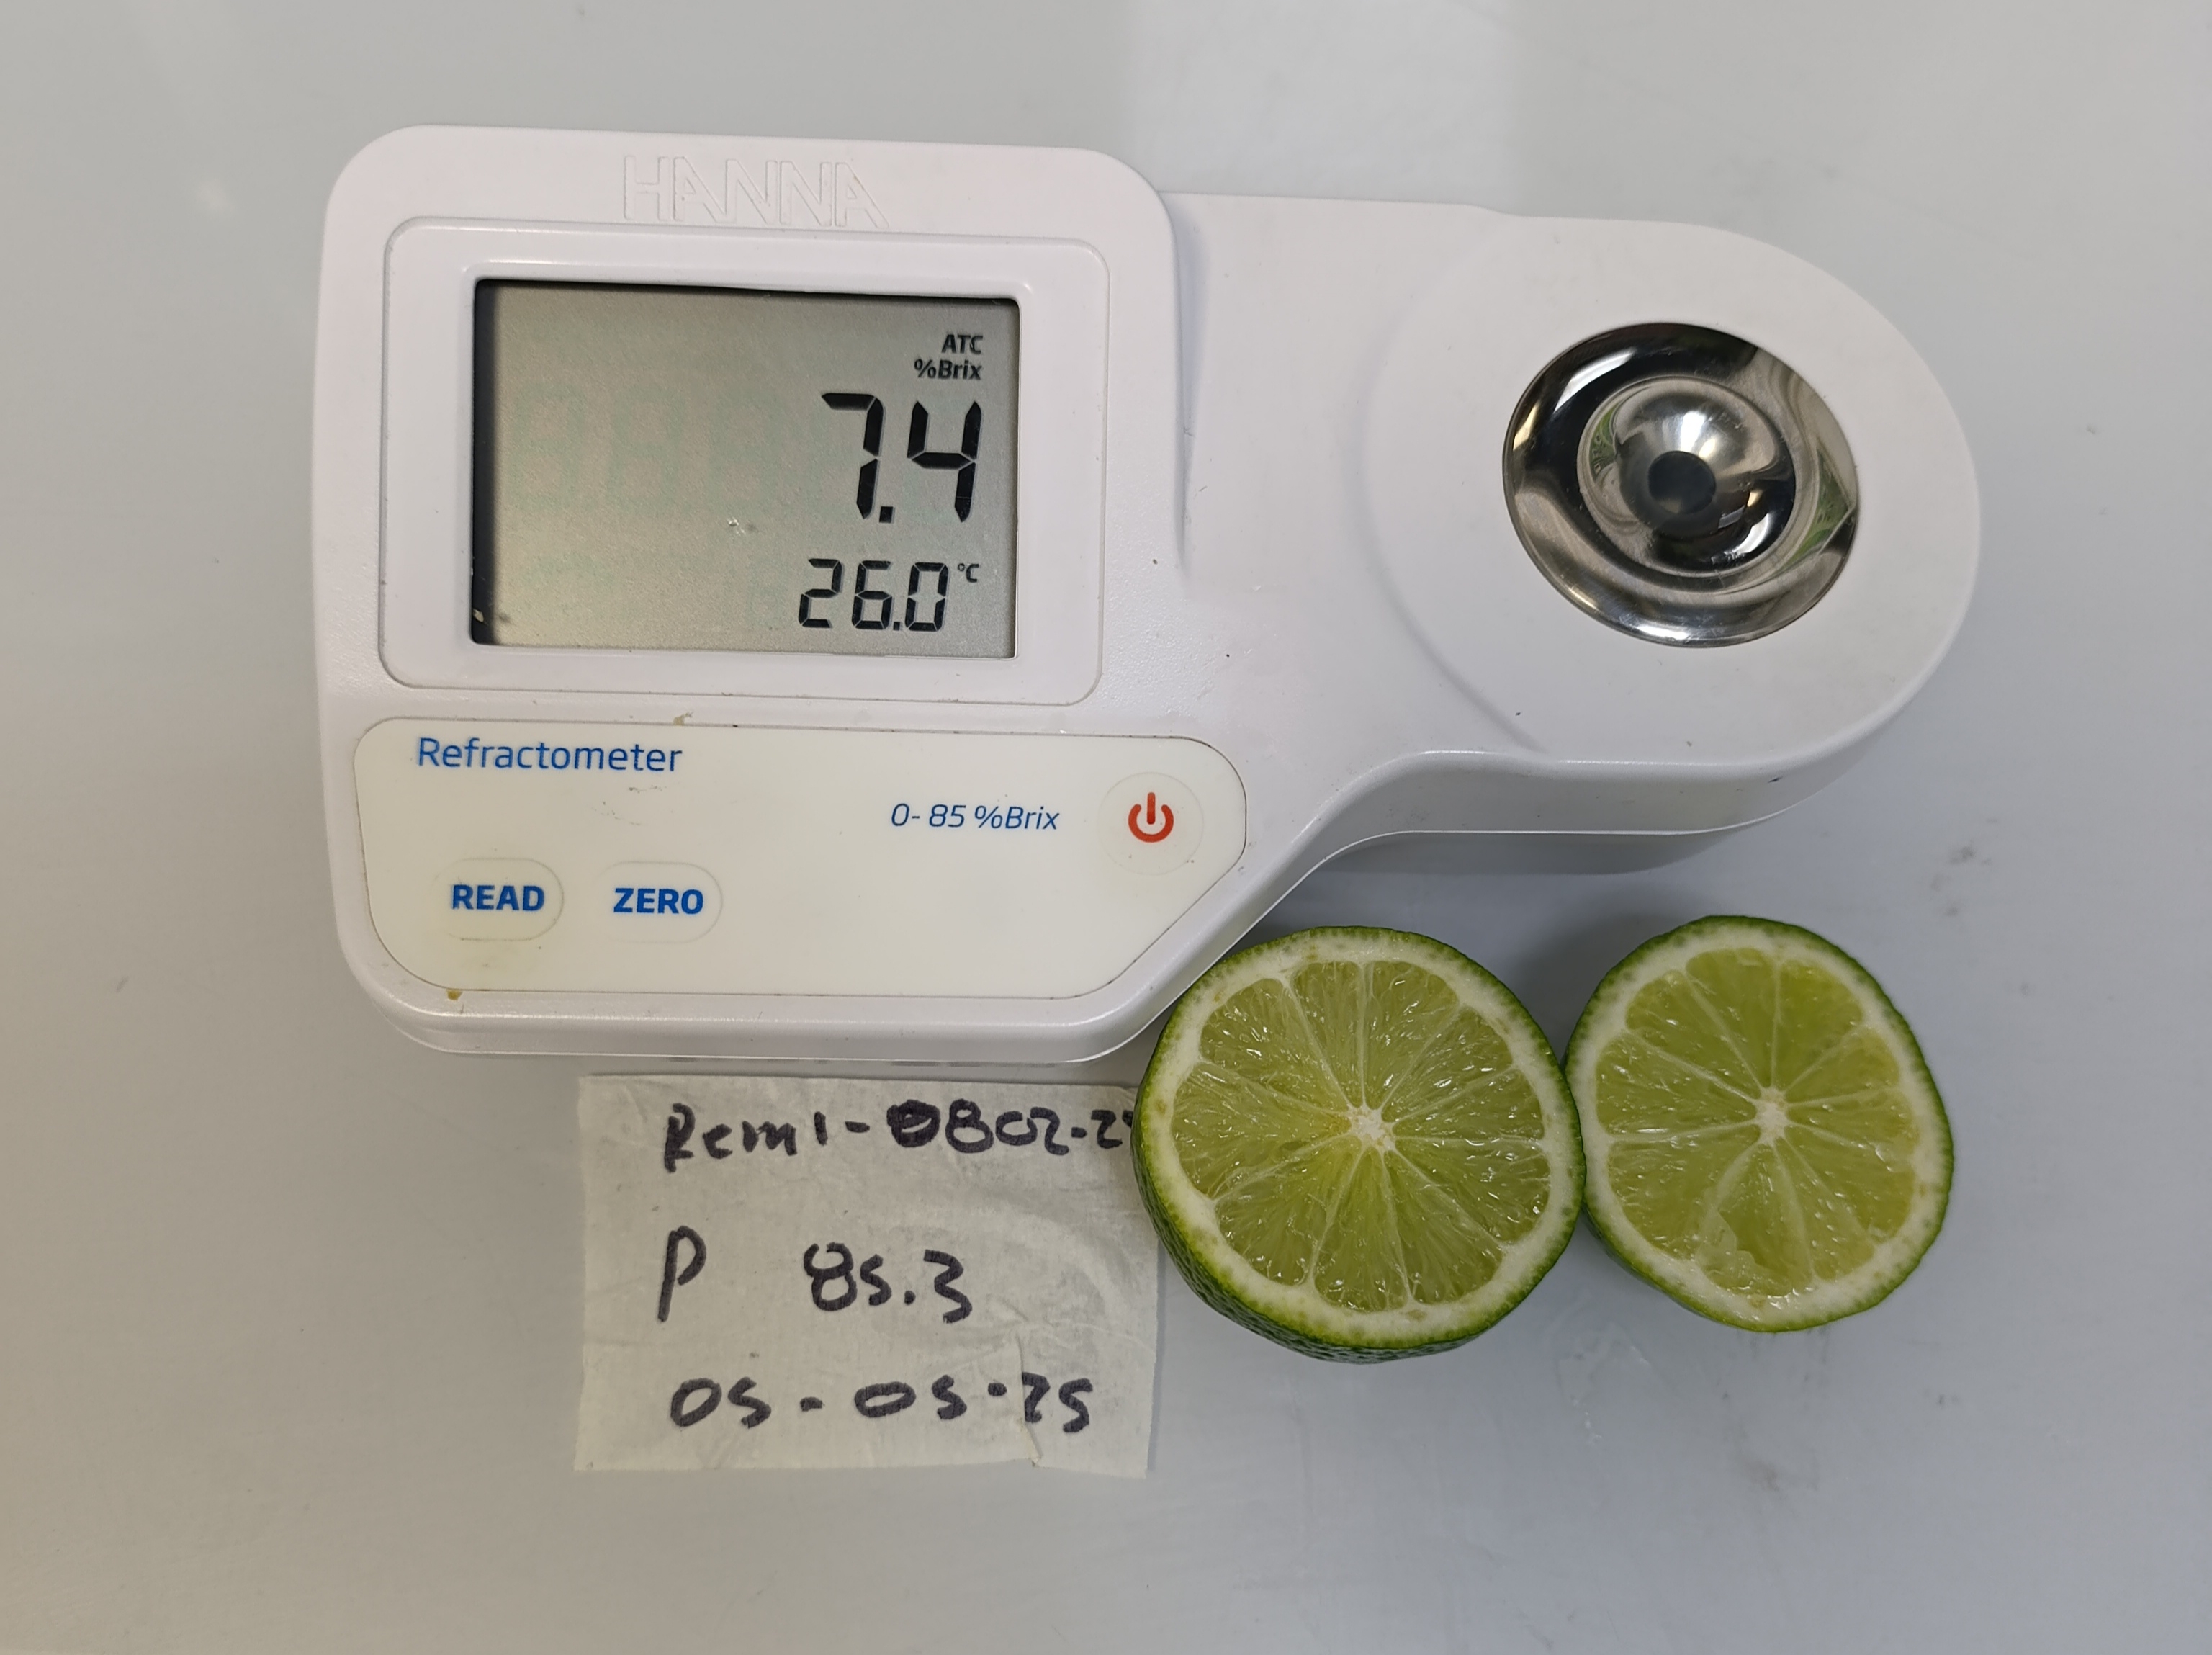 HANNA
ATC
%Brix
7.4
26.0 °C
Refractometer
0-85 %Brix
READ
ZERO
P 85.3
05-05-25